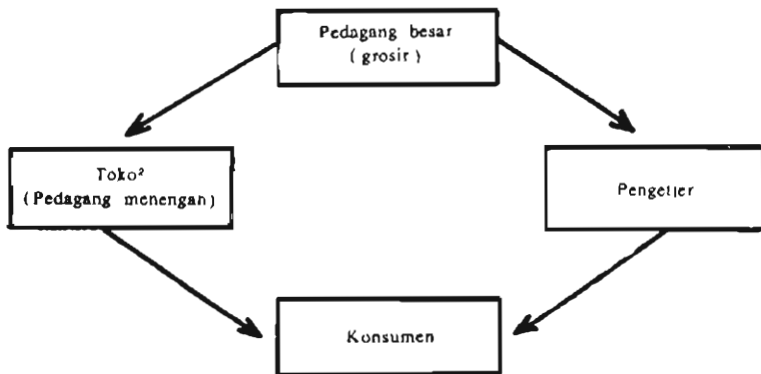 Pedagang besar
( grosir )
Toko²
(Pedagang menengah)
Pengetjer
Konsumen